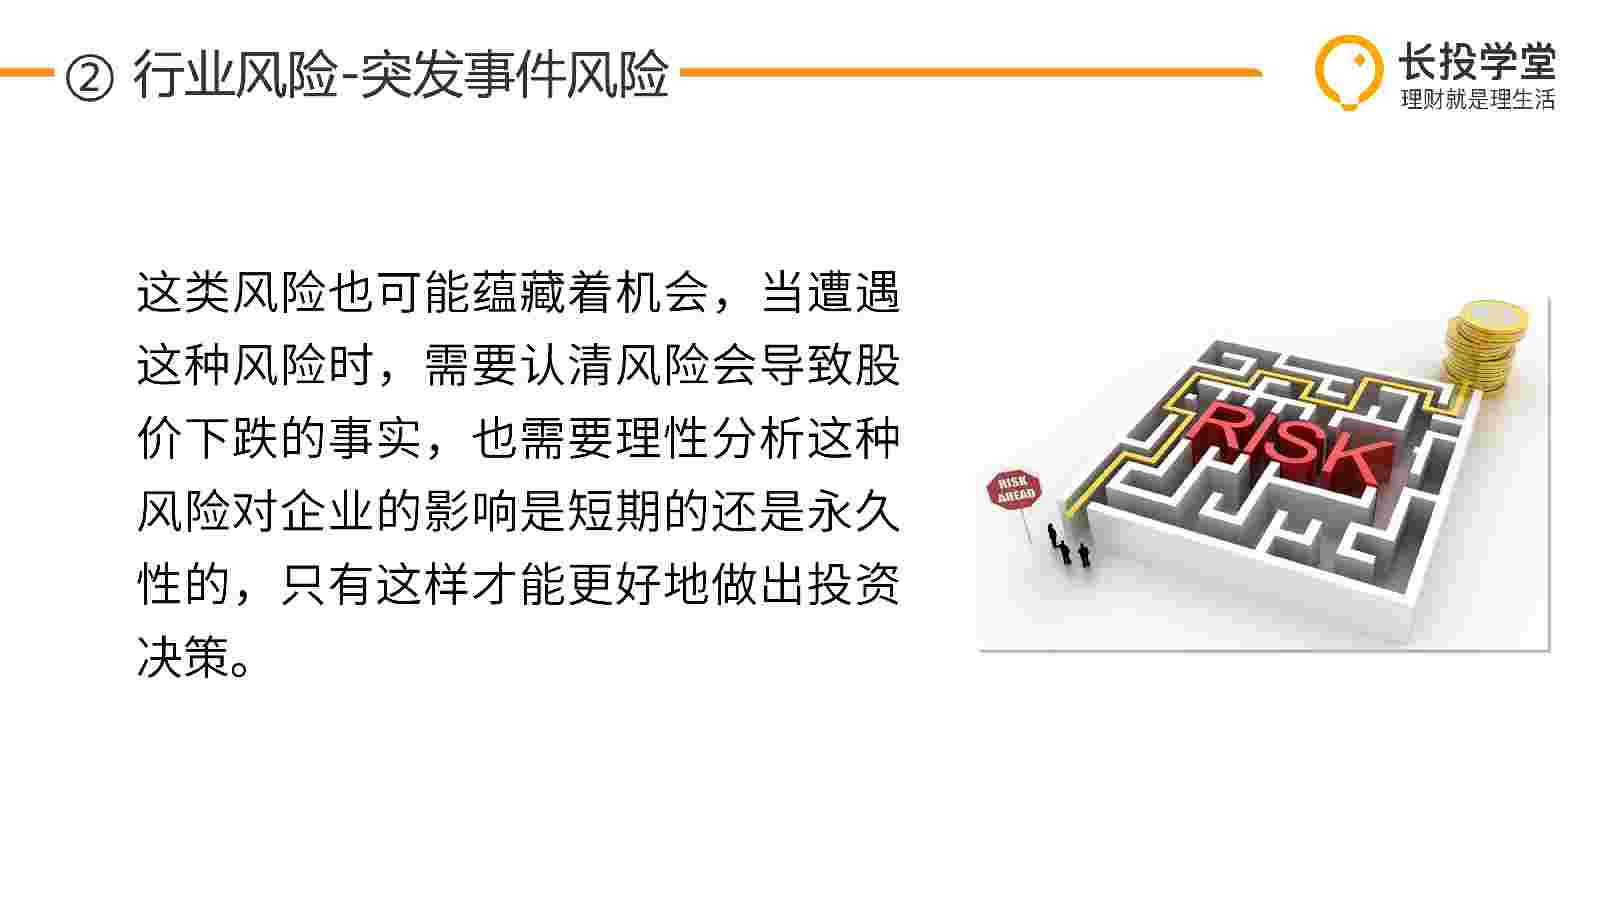 ② 行业风险-突发事件风险
长投学堂
理财就是理生活
这类风险也可能蕴藏着机会，当遭遇
这种风险时，需要认清风险会导致股
价下跌的事实，也需要理性分析这种
风险对企业的影响是短期的还是永久
性的，只有这样才能更好地做出投资
决策。
RISK
RISK
AHEAD